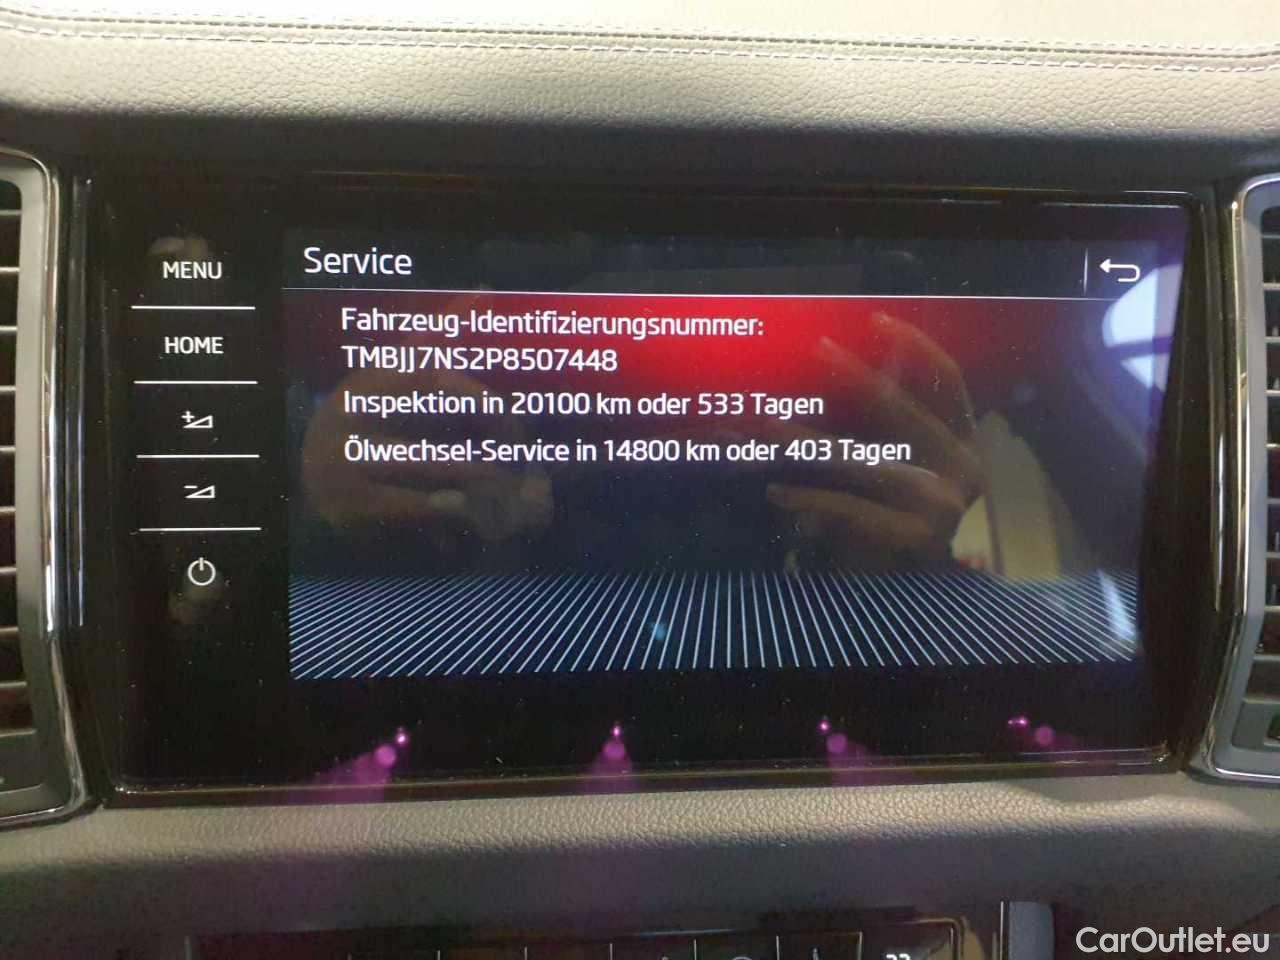 Service
MENU
Fahrzeug-Identifizierungsnummer:
HOME
TMBJJ7NS2P8507448
Inspektion in 20100 km oder 533 Tagen
Ölwechsel-Service in 14800 km oder 403 Tagen
CarOutlet.eu